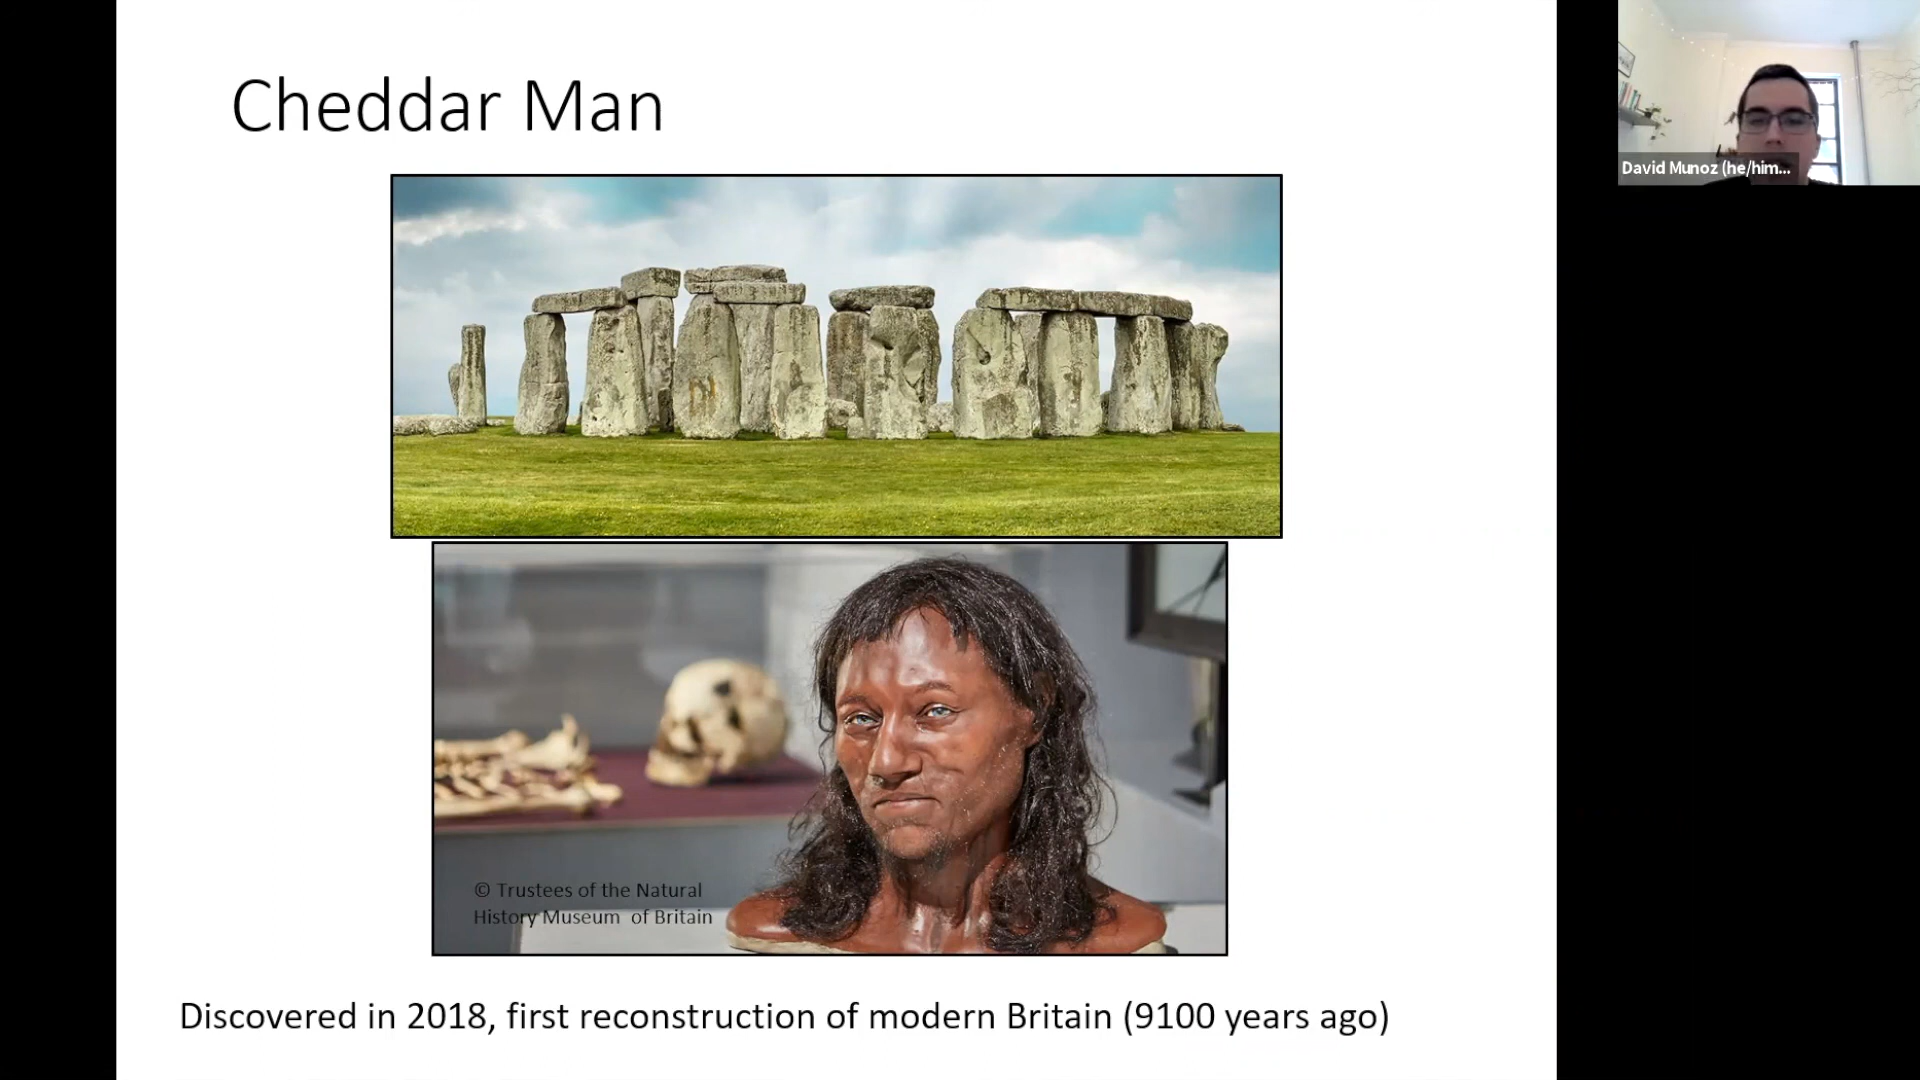 Cheddar Man
David Munoz (he/him...
© Trustees of the Natural
History Museum of Britain
Discovered in 2018, first reconstruction of modern Britain (9100 years ago)